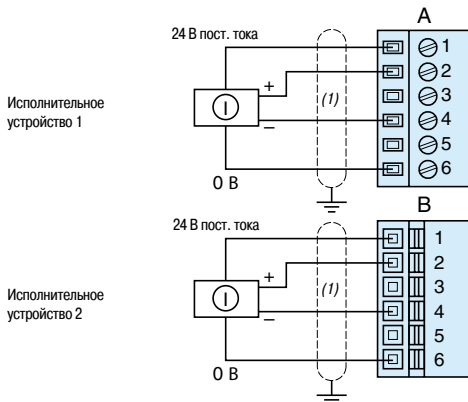 A
24 В пост. тока
1
+
2
Исполнительное
устройство 1
I
(1)
3
–
4
5
6
0 В
B
24 В пост. тока
1
+
2
Исполнительное
устройство 2
I
(1)
3
–
4
5
6
0 В